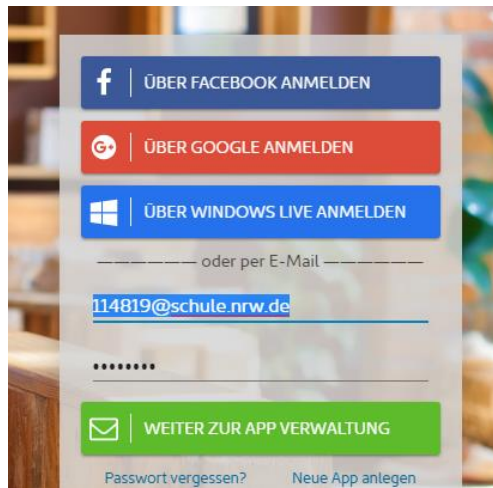 ÜBER FACEBOOK ANMELDEN
ÜBER GOOGLE ANMELDEN
ÜBER WINDOWS LIVE ANMELDEN
—————— oder per E-Mail ——————
114819@schule.nrw.de
••••••••
WEITER ZUR APP VERWALTUNG
Passwort vergessen? Neue App anlegen